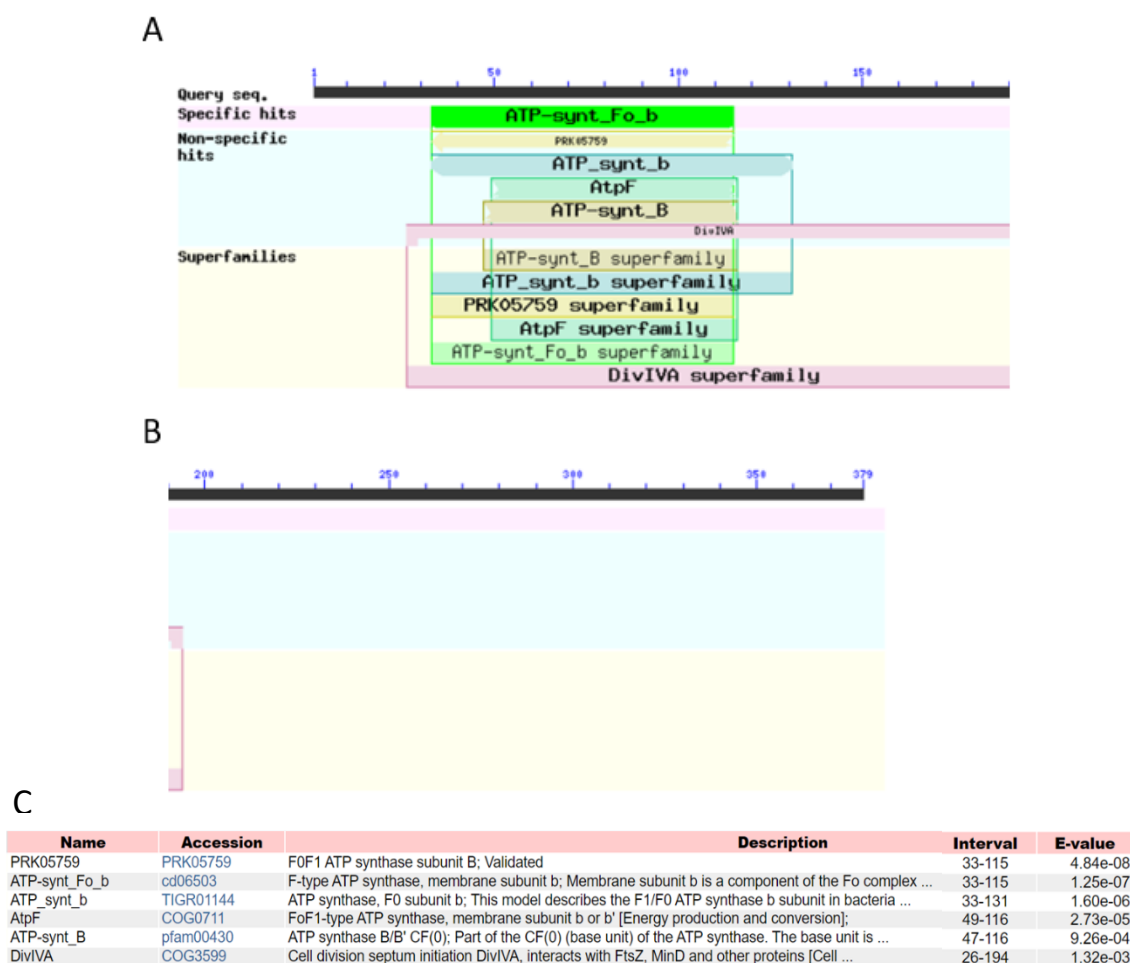 A
1 50 100 150
Query seq.
Specific hits ATP-synt_Fo_b
Non-specific PRK05759
hits ATP_synt_b
AtpF
ATP-synt_B
DivIVA
Superfamilies ATP-synt_B superfamily
ATP_synt_b superfamily
PRK05759 superfamily
AtpF superfamily
ATP-synt_Fo_b superfamily
DivIVA superfamily
B
200 250 300 350 379
C
Name Accession Description Interval E-value
PRK05759 PRK05759 F0F1 ATP synthase subunit B; Validated 33-115 4.84e-08
ATP-synt_Fo_b cd06503 F-type ATP synthase, membrane subunit b; Membrane subunit b is a component of the Fo complex ... 33-115 1.25e-07
ATP_synt_b TIGR01144 ATP synthase, F0 subunit b; This model describes the F1/F0 ATP synthase b subunit in bacteria ... 33-131 1.60e-06
AtpF COG0711 FoF1-type ATP synthase, membrane subunit b or b' [Energy production and conversion]; 49-116 2.73e-05
ATP-synt_B pfam00430 ATP synthase B/B' CF(0); Part of the CF(0) (base unit) of the ATP synthase. The base unit is ... 47-116 9.26e-04
DivIVA COG3599 Cell division septum initiation DivIVA, interacts with FtsZ, MinD and other proteins [Cell ... 26-194 1.32e-03